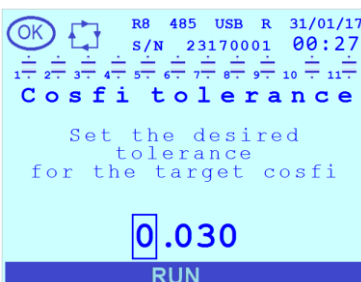 OK R8 485 USB R 31/01/17
S/N 23170001 00:27
1 2 3 4 5 6 7 8 9 10 11
Cosfi tolerance
Set the desired
tolerance
for the target cosfi
0.030
RUN